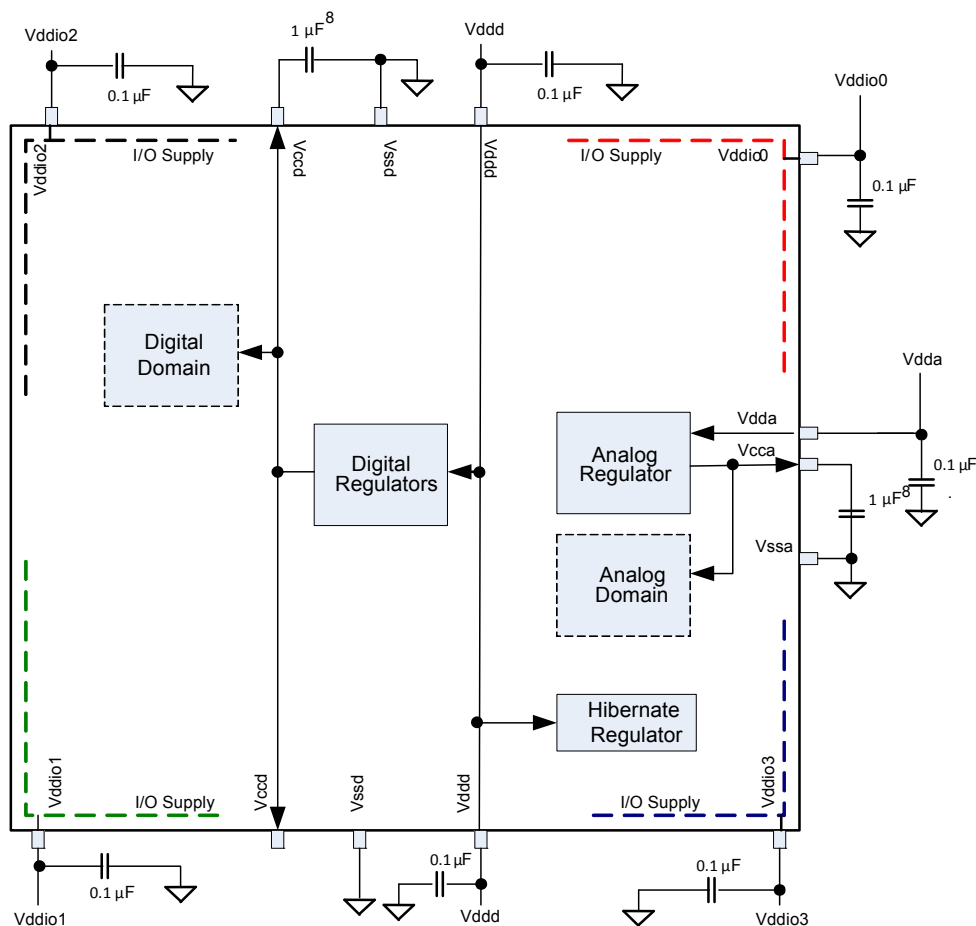 Vddio2
1 µF8
Vddd
0.1 µF
0.1 µF
Vddio0
0.1 µF
Vddio2
I/O Supply
Vccd
Vssd
Vddd
I/O Supply
Vddio0
Digital
Domain
Vdda
Digital
Regulators
Analog
Regulator
Vdda
Vcca
0.1 µF
1 µF8
.
Vssa
Analog
Domain
Hibernate
Regulator
Vddio1
I/O Supply
Vccd
Vssd
Vddd
I/O Supply
Vddio3
0.1 µF
Vddio1
0.1 µF
Vddd
0.1 µF
Vddio3